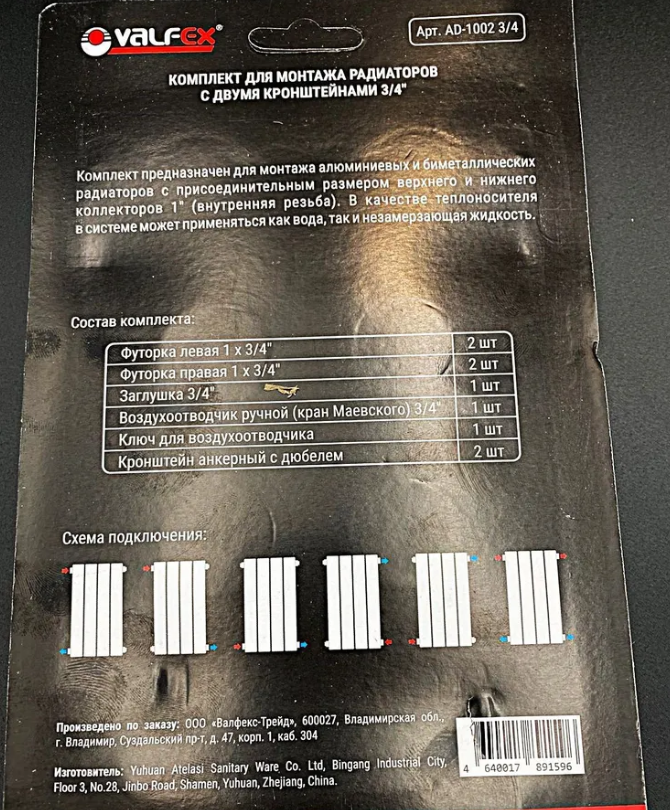 VALFEX®
Арт. AD-1002 3/4
КОМПЛЕКТ ДЛЯ МОНТАЖА РАДИАТОРОВ
С ДВУМЯ КРОНШТЕЙНАМИ 3/4"
Комплект предназначен для монтажа алюминиевых и биметаллических
радиаторов с присоединительным размером верхнего и нижнего
коллекторов 1" (внутренняя резьба). В качестве теплоносителя
в системе может применяться как вода, так и незамерзающая жидкость.
Состав комплекта:
Футорка левая 1 х 3/4" 2 шт
Футорка правая 1 х 3/4" 2 шт
Заглушка 3/4" 1 шт
Воздухоотводчик ручной (кран Маевского) 3/4" 1 шт
Ключ для воздухоотводчика 1 шт
Кронштейн анкерный с дюбелем 2 шт
Схема подключения:
Произведено по заказу: ООО «Валфекс-Трейд», 600027, Владимирская обл.,
г. Владимир, Суздальский пр-т, д. 47, корп. 1, каб. 304
Изготовитель: Yuhuan Atelasi Sanitary Ware Co. Ltd, Bingang Industrial City,
Floor 3, No.28, Jinbo Road, Shamen, Yuhuan, Zhejiang, China.
4 640017 891596